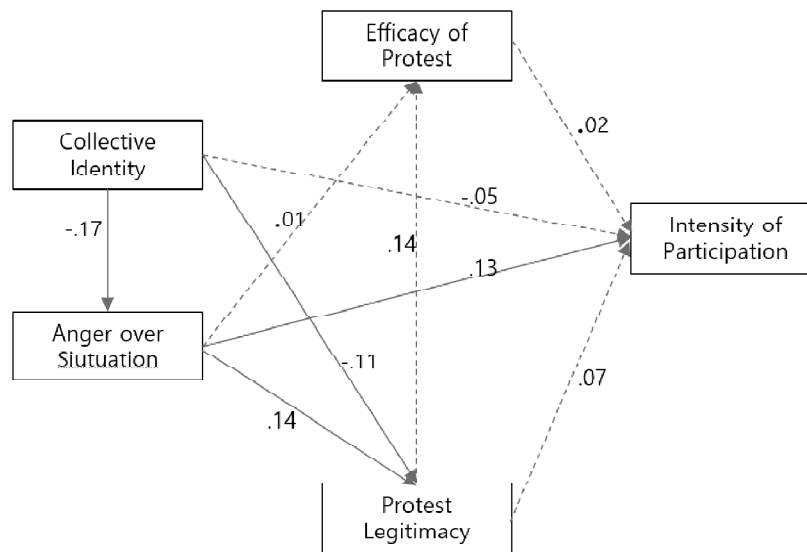 Efficacy of
Protest
Collective
Identity
.02
-.05
-.17
.01
.14
Intensity of
Participation
.13
Anger over
Siutuation
-.11
.14
.07
Protest
Legitimacy